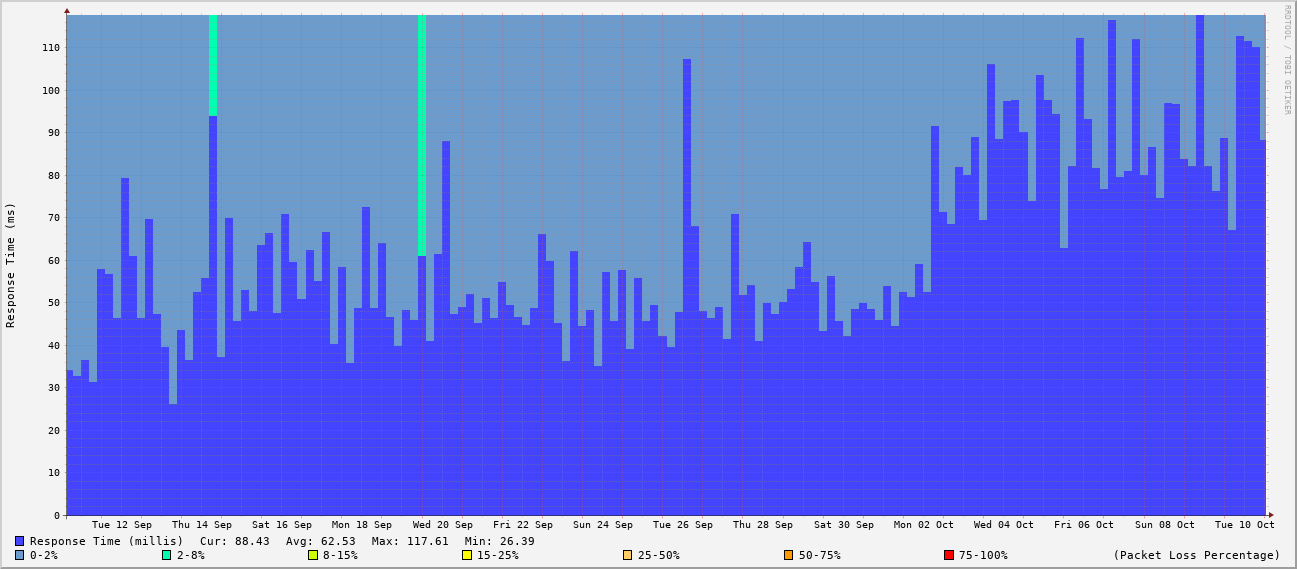 RRDTOOL / TOBI OETIKER
Response Time (ms)
110
100
90
80
70
60
50
40
30
20
10
0
Tue 12 Sep Thu 14 Sep Sat 16 Sep Mon 18 Sep Wed 20 Sep Fri 22 Sep Sun 24 Sep Tue 26 Sep Thu 28 Sep Sat 30 Sep Mon 02 Oct Wed 04 Oct Fri 06 Oct Sun 08 Oct Tue 10 Oct
Response Time (millis) Cur: 88.43 Avg: 62.53 Max: 117.61 Min: 26.39
0-2% 2-8% 8-15% 15-25% 25-50% 50-75% 75-100% (Packet Loss Percentage)